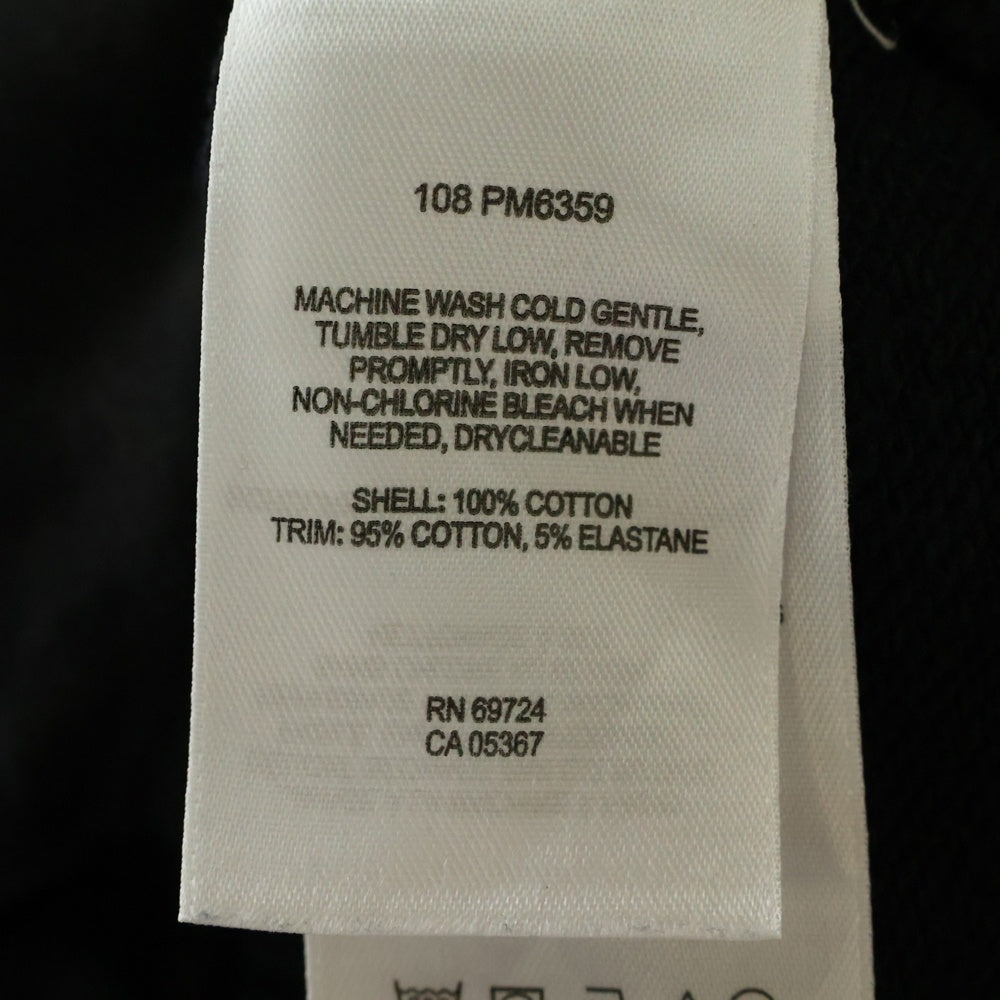 108 PM6359
MACHINE WASH COLD GENTLE,
TUMBLE DRY LOW, REMOVE
PROMPTLY, IRON LOW,
NON-CHLORINE BLEACH WHEN
NEEDED, DRYCLEANABLE
SHELL: 100% COTTON
TRIM: 95% COTTON, 5% ELASTANE
RN 69724
CA 05367